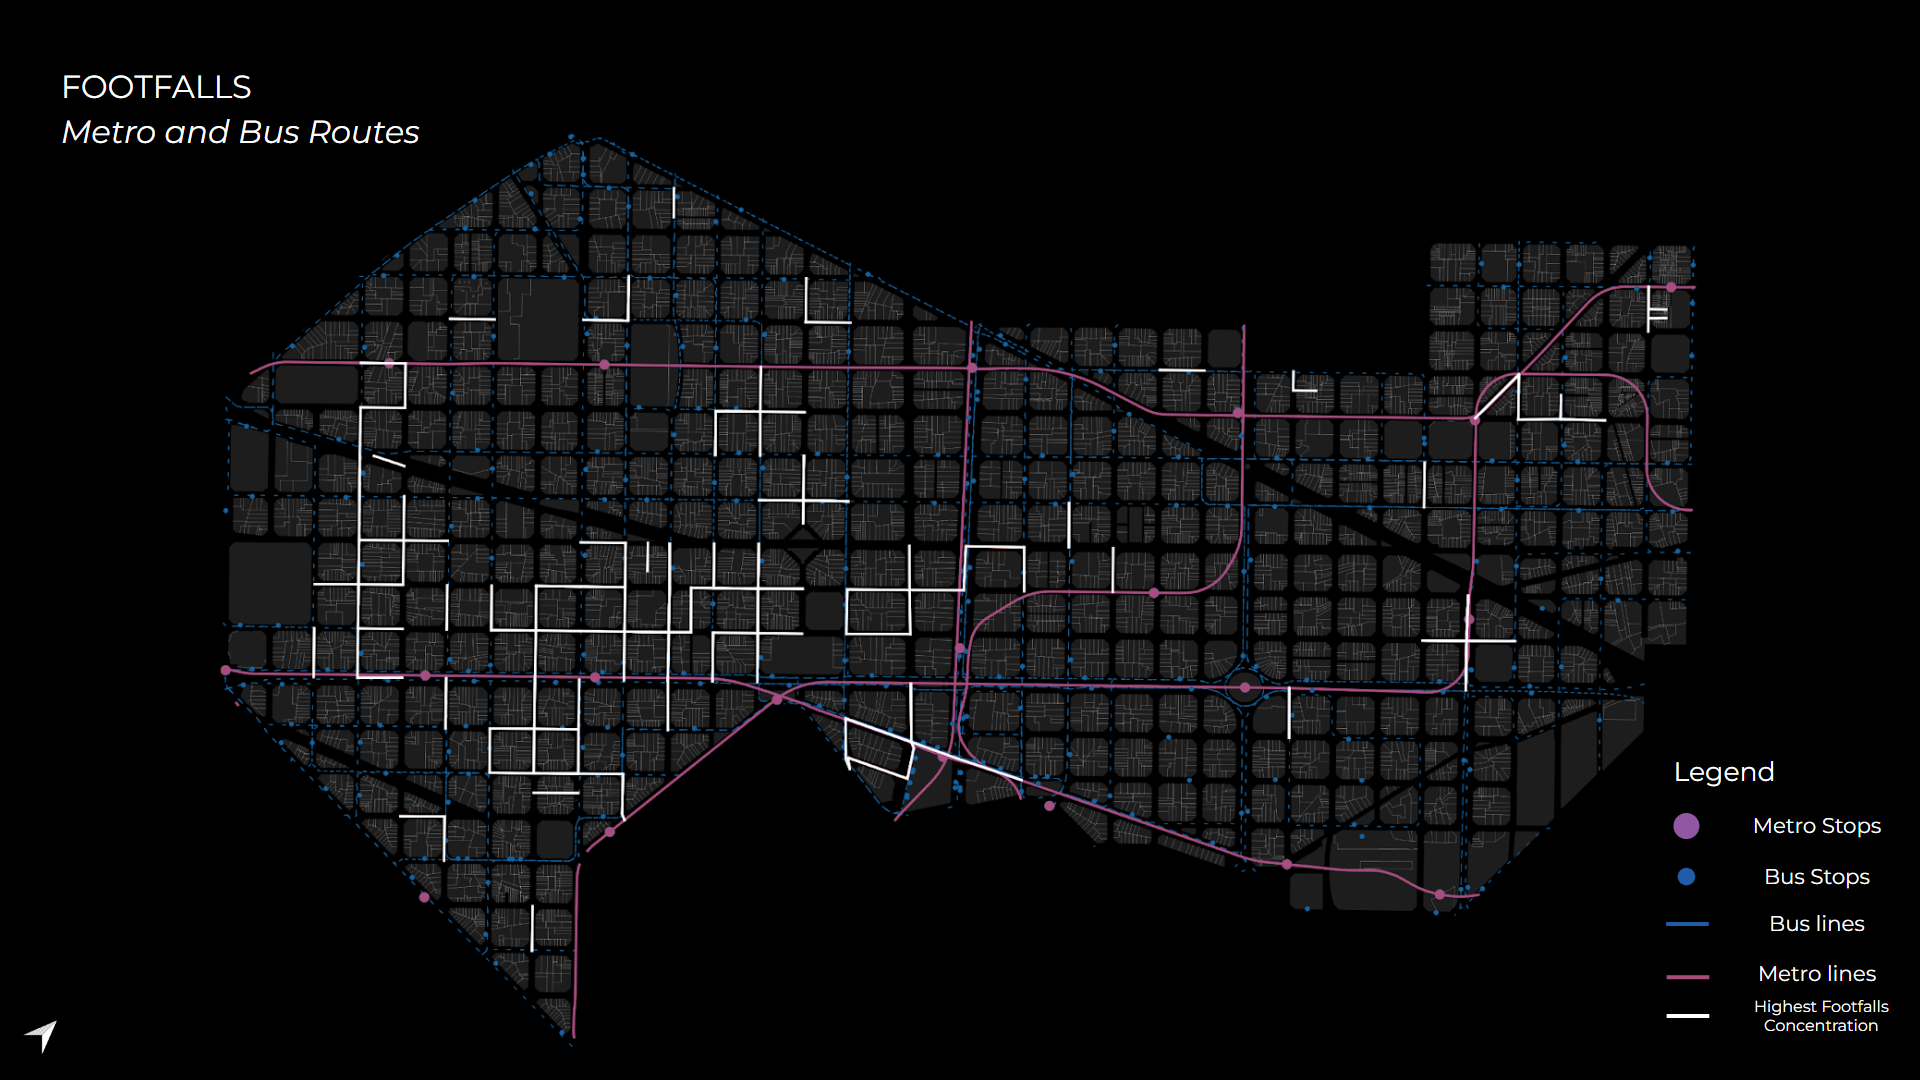 FOOTFALLS
Metro and Bus Routes
Legend
Metro Stops
Bus Stops
Bus lines
Metro lines
Highest Footfalls
Concentration